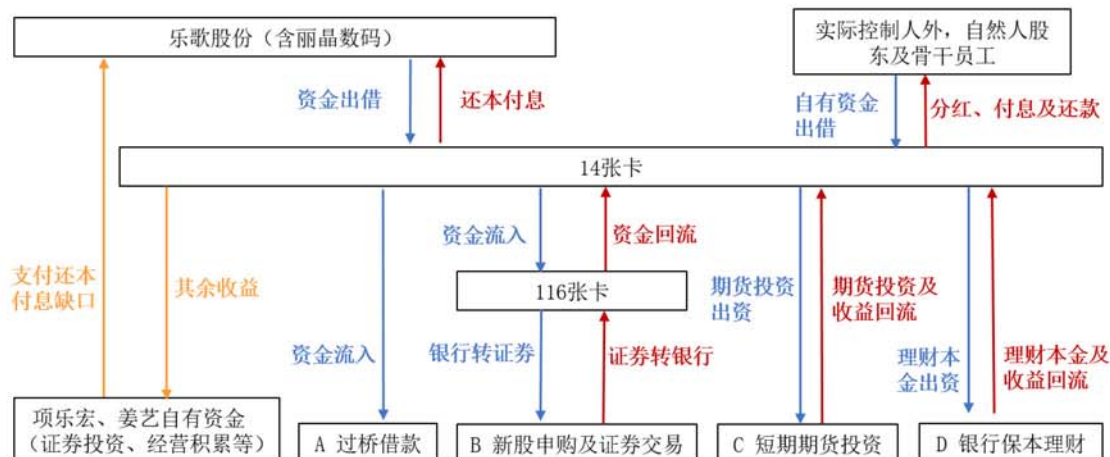 乐歌股份（含丽晶数码）
实际控制人外，自然人股
东及骨干员工
资金出借
还本付息
自有资金
出借
分红、付息及还款
14张卡
资金流入
资金回流
支付还本
付息缺口
其余收益
116张卡
期货投资
出资
期货投资及
收益回流
资金流入
银行转证券
证券转银行
理财本
金出资
理财本金及
收益回流
项乐宏、姜艺自有资金
（证券投资、经营积累等）
A 过桥借款
B 新股申购及证券交易
C 短期期货投资
D 银行保本理财